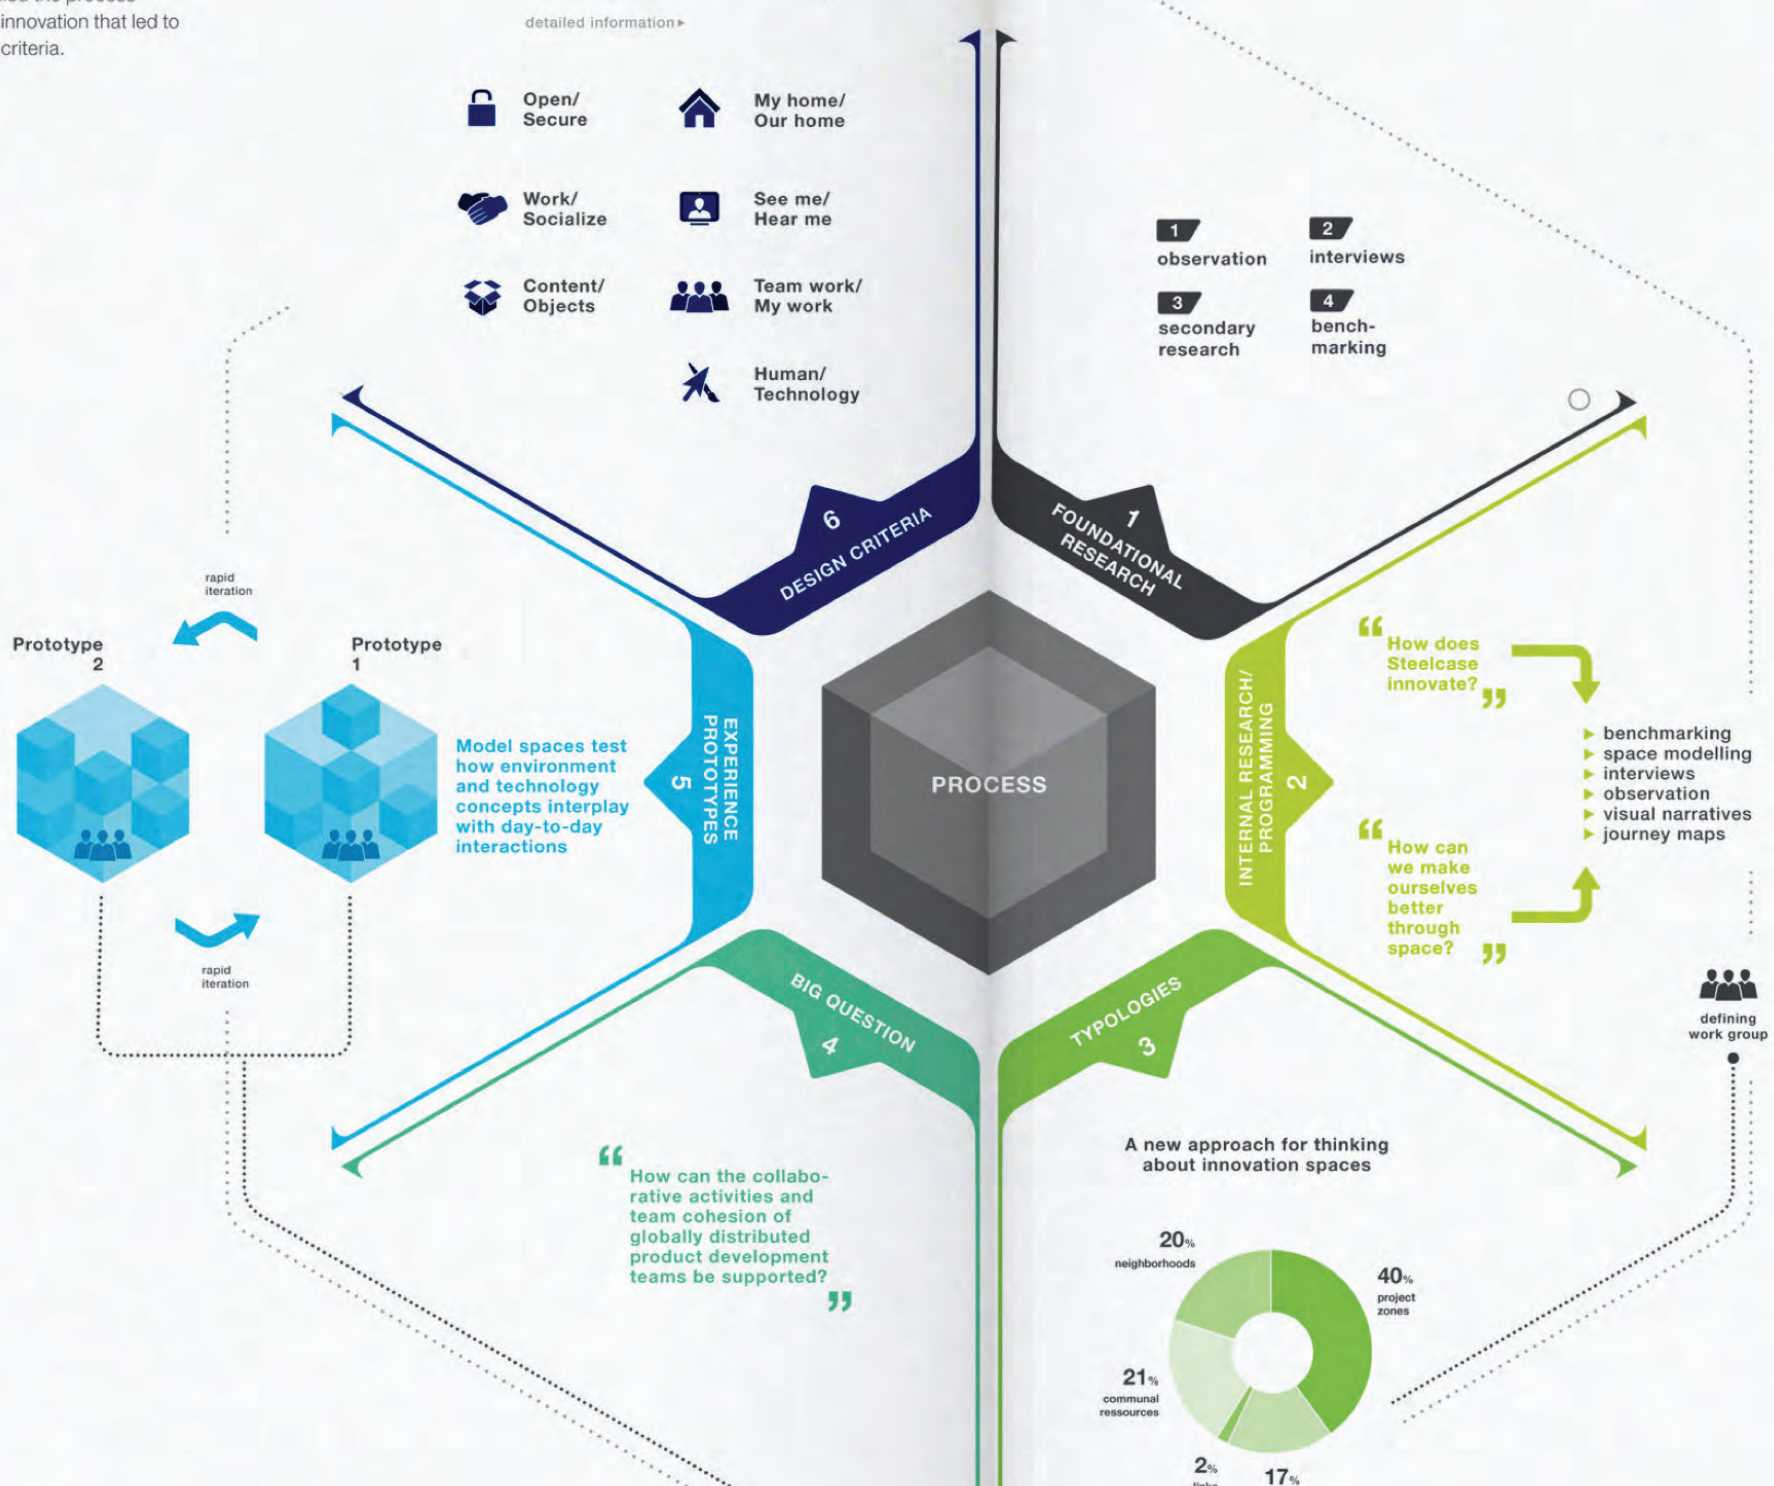 innovation that led to
criteria.
detailed information
Open/
Secure
My home/
Our home
Work/
Socialize
See me/
Hear me
Content/
Objects
Team work/
My work
Human/
Technology
1
observation
2
interviews
3
secondary
research
4
bench-
marking
6
DESIGN CRITERIA
1
FOUNDATIONAL
RESEARCH
rapid
iteration
Prototype
2
Prototype
1
Model spaces test
how environment
and technology
concepts interplay
with day-to-day
interactions
rapid
iteration
5
EXPERIENCE
PROTOTYPES
PROCESS
INTERNAL RESEARCH/
PROGRAMMING
2
“
How does
Steelcase
innovate?
”
“
How can
we make
ourselves
better
through
space?
”
benchmarking
space modelling
interviews
observation
visual narratives
journey maps
defining
work group
BIG QUESTION
4
TYPOLOGIES
3
“
How can the collabo-
rative activities and
team cohesion of
globally distributed
product development
teams be supported?
”
A new approach for thinking
about innovation spaces
20%
neighborhoods
40%
project
zones
21%
communal
ressources
2%
17%